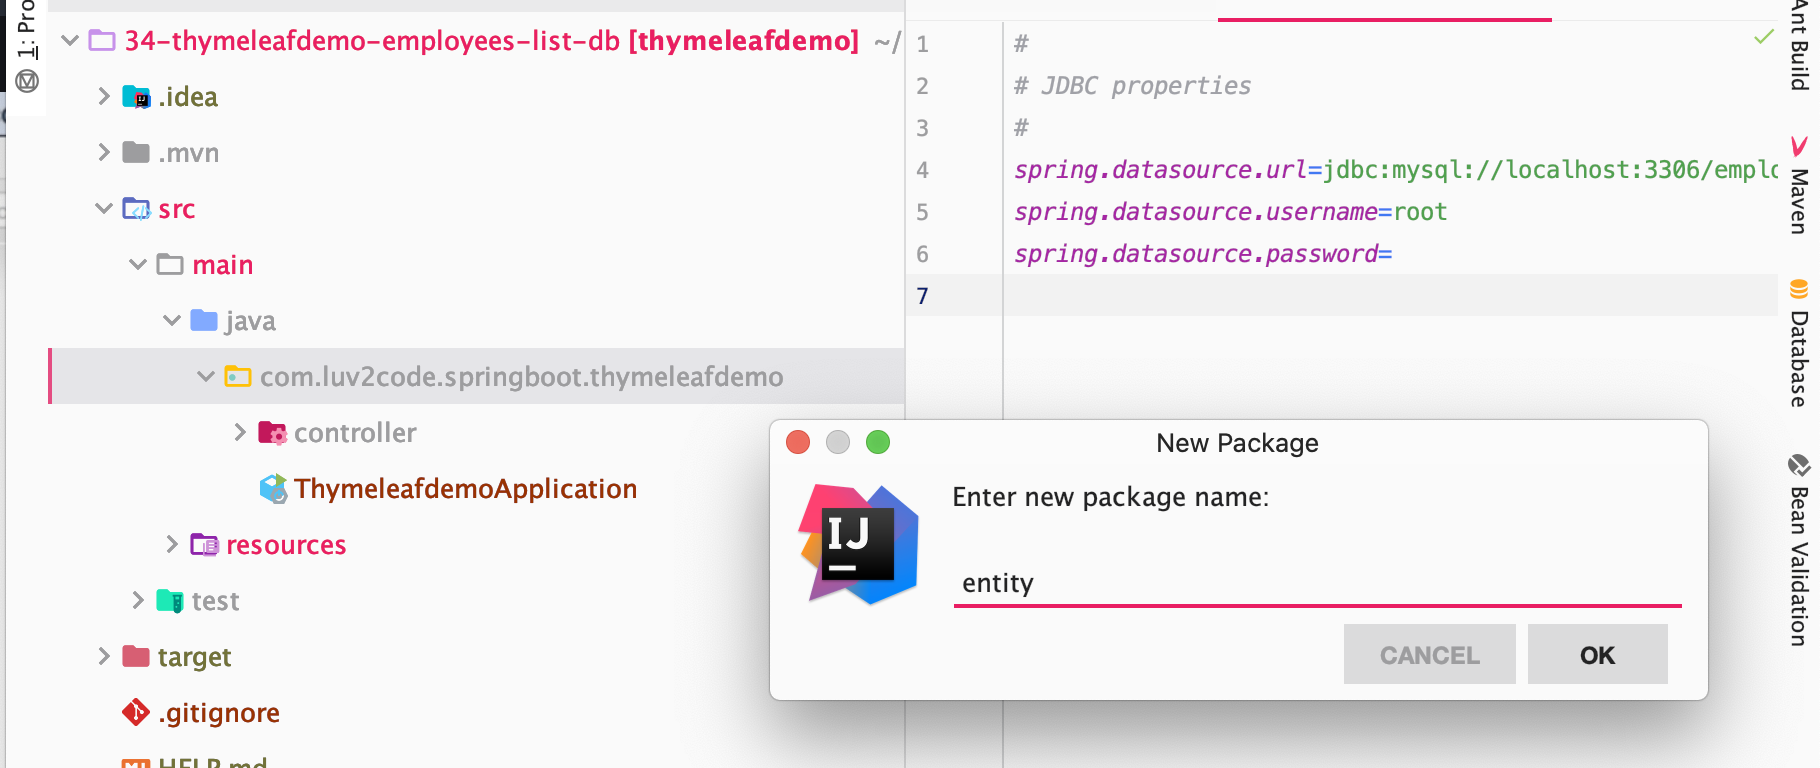 1: Pro
34-thymeleafdemo-employees-list-db [thymeleafdemo] ~/
.idea
.mvn
src
main
java
com.luv2code.springboot.thymeleafdemo
controller
ThymeleafdemoApplication
resources
test
target
.gitignore
HELP.md
1 #
2 # JDBC properties
3 #
4 spring.datasource.url=jdbc:mysql://localhost:3306/emplo
5 spring.datasource.username=root
6 spring.datasource.password=
7
New Package
IJ
Enter new package name:
entity
CANCEL OK
Ant Build
Maven
Database
Bean Validation